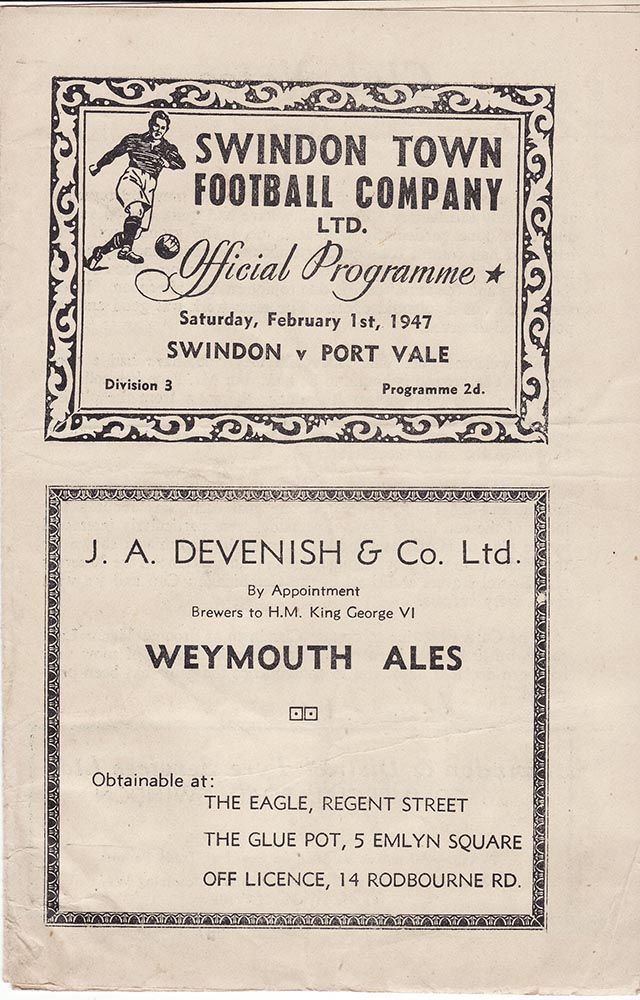 SWINDON TOWN
FOOTBALL COMPANY
LTD.
Official Programme ★
Saturday, February 1st, 1947
SWINDON v PORT VALE
Division 3 Programme 2d.
J. A. DEVENISH & Co. Ltd.
By Appointment
Brewers to H.M. King George VI
WEYMOUTH ALES
Obtainable at:
THE EAGLE, REGENT STREET
THE GLUE POT, 5 EMLYN SQUARE
OFF LICENCE, 14 RODBOURNE RD.